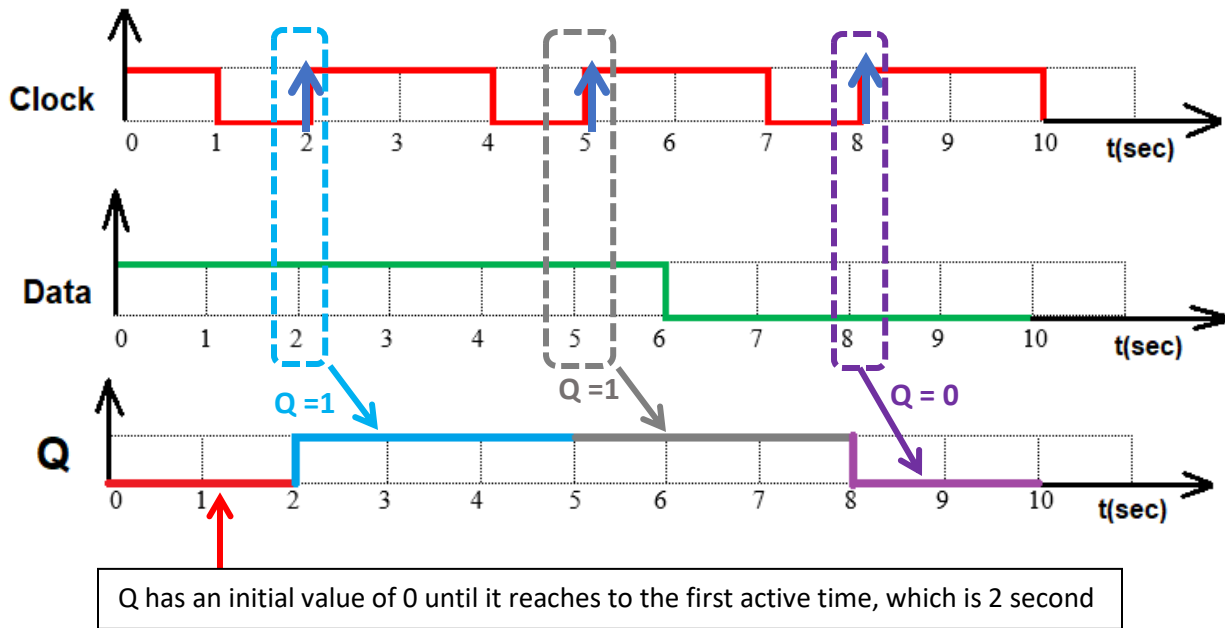 Clock
0 1 2 3 4 5 6 7 8 9 10
t(sec)
Data
0 1 2 3 4 5 6 7 8 9 10
t(sec)
Q =1
Q =1
Q = 0
Q
0 1 2 3 4 5 6 7 8 9 10
t(sec)
Q has an initial value of 0 until it reaches to the first active time, which is 2 second